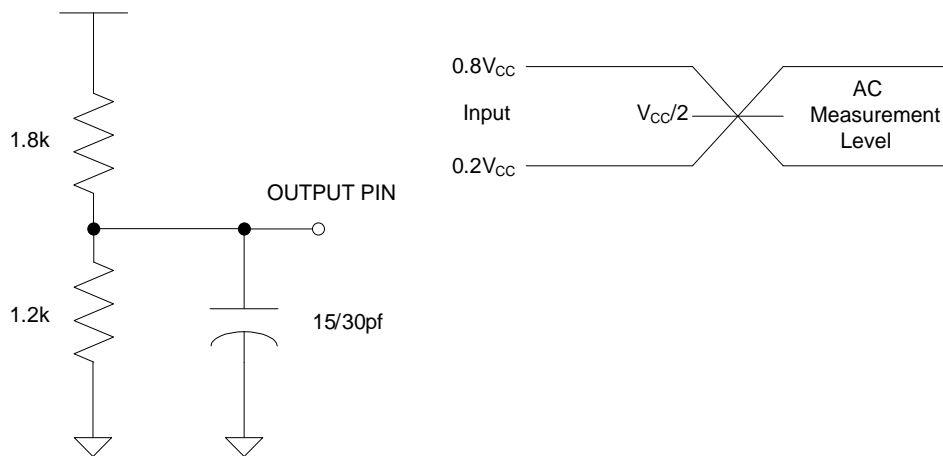 1.8k
1.2k
OUTPUT PIN
15/30pf
0.8V<sub>CC</sub>
Input
V<sub>CC</sub>/2
0.2V<sub>CC</sub>
AC
Measurement
Level